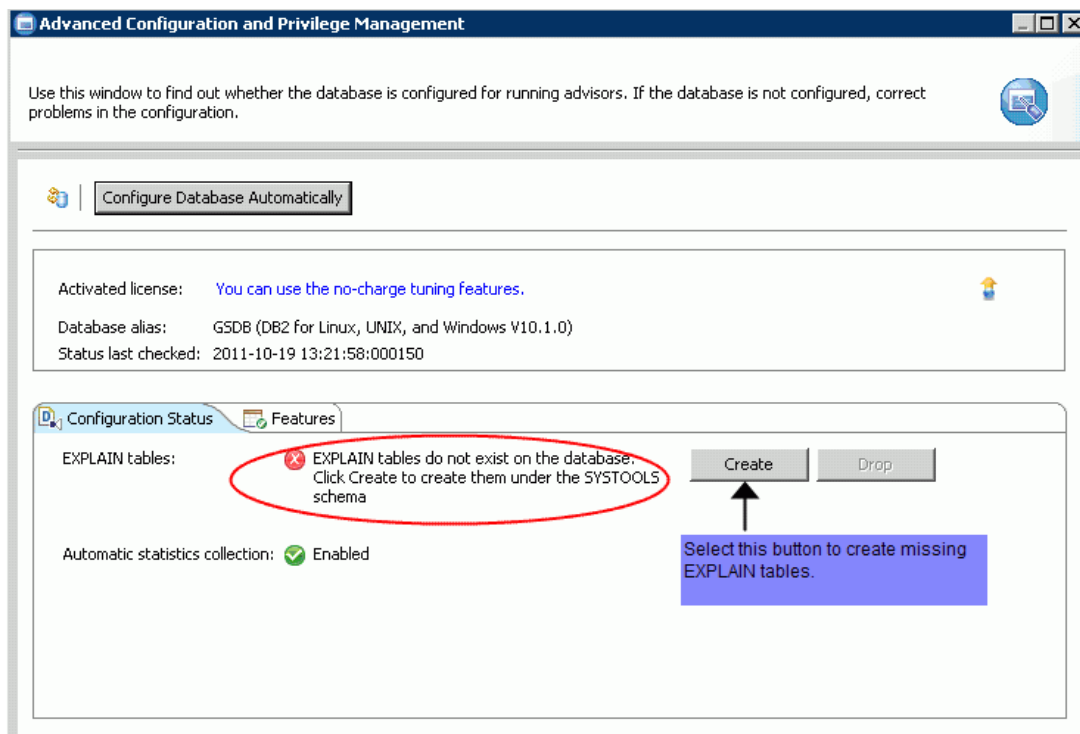 Advanced Configuration and Privilege Management
Use this window to find out whether the database is configured for running advisors. If the database is not configured, correct
problems in the configuration.
Configure Database Automatically
Activated license: You can use the no-charge tuning features.
Database alias: GSDB (DB2 for Linux, UNIX, and Windows V10.1.0)
Status last checked: 2011-10-19 13:21:58:000150
Configuration Status Features
EXPLAIN tables: EXPLAIN tables do not exist on the database. Create Drop
Click Create to create them under the SYSTOOLS
schema
Automatic statistics collection: Enabled
Select this button to create missing
EXPLAIN tables.